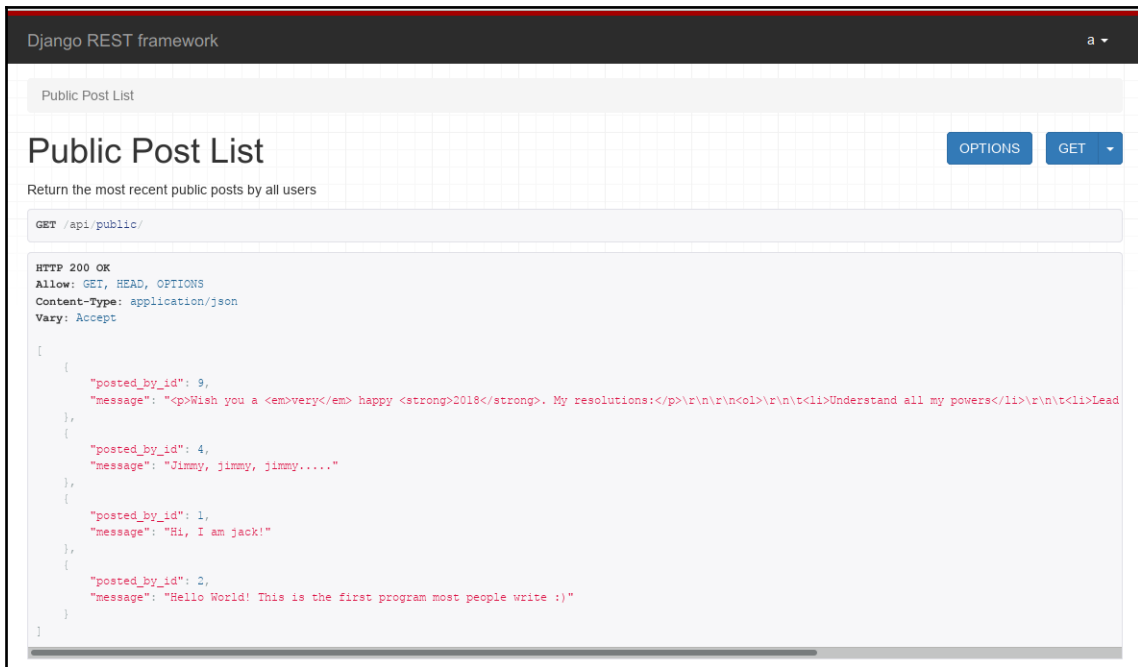 Django REST framework
a
Public Post List
Public Post List
OPTIONS
GET
Return the most recent public posts by all users
GET /api/public/
HTTP 200 OK
Allow: GET, HEAD, OPTIONS
Content-Type: application/json
Vary: Accept
[
    {
        "posted_by_id": 9,
        "message": "<p>Wish you a <em>very</em> happy <strong>2018</strong>. My resolutions:</p>\r\n\r\n<ol>\r\n\t<li>Understand all my powers</li>\r\n\t<li>Lead
    },
    {
        "posted_by_id": 4,
        "message": "Jimmy, jimmy, jimmy....."
    },
    {
        "posted_by_id": 1,
        "message": "Hi, I am jack!"
    },
    {
        "posted_by_id": 2,
        "message": "Hello World! This is the first program most people write :)"
    }
]